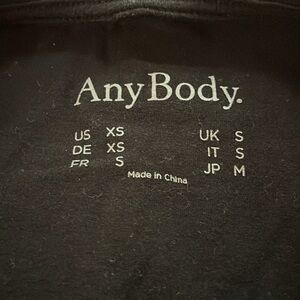 AnyBody.
US XS UK S
DE XS IT S
FR S JP M
Made in China